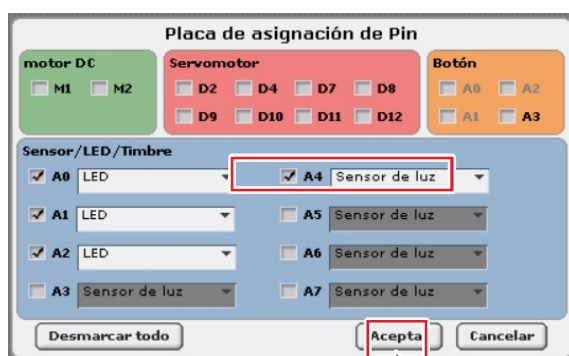 Placa de asignación de Pin
motor DC Servomotor Botón
M1 M2 D2 D4 D7 D8 A0 A2
D9 D10 D11 D12 A1 A3
Sensor/LED/Timbre
A0 LED A4 Sensor de luz
A1 LED A5 Sensor de luz
A2 LED A6 Sensor de luz
A3 Sensor de luz A7 Sensor de luz
Desmarcar todo Acepta Cancelar